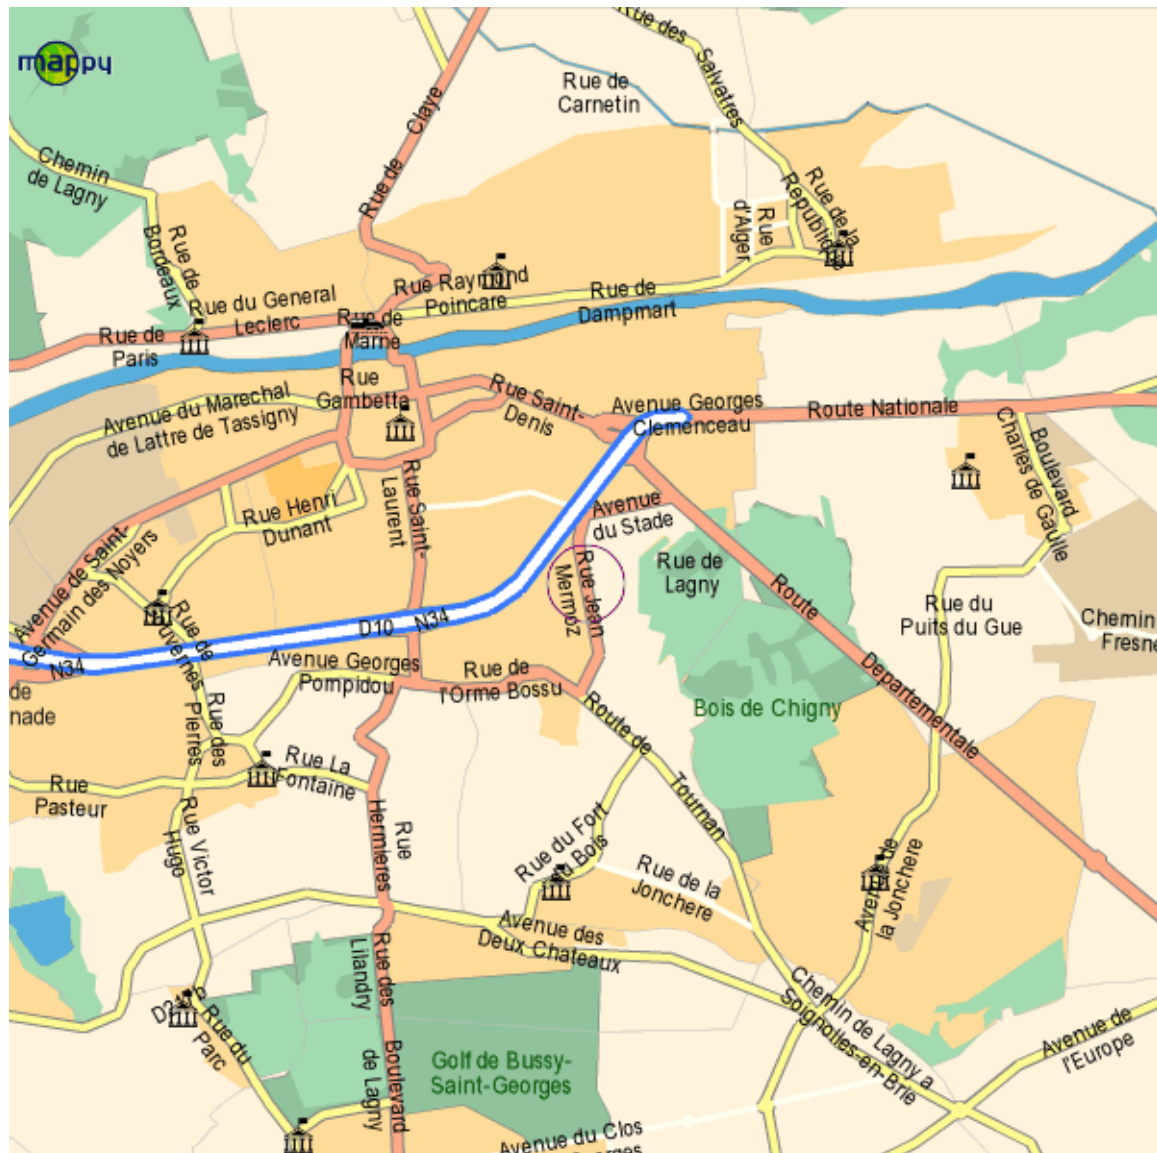 mappy
Rue des
Salvatres
Rue de
Carnetin
Rue de
Claye
Chemin
de Lagny
Rue de
Bordeaux
Rue de la
Republique
Rue
d'Alger
Rue Raymond
Poincare
Rue de
Dampmart
Rue du General
Leclerc
Rue de
Marne
Rue de
Paris
Rue
Gambetta
Avenue du Marechal
de Lattre de Tassigny
Rue Saint-
Denis
Avenue Georges
Clemenceau
Route Nationale
Boulevard
Charles de Gaulle
Rue Saint-
Laurent
Rue Henri
Dunant
Avenue
du Stade
Avenue de Saint-
Germain des Noyers
Rue Jean
Mermoz
Rue de
Lagny
Route
Departementale
Rue du
Puits du Gue
Chemin
Fresne
Rue de
D10
N34
N34
Avenue Georges
Pompidou
Rue de
l'Orme Bossu
de
nade
Rue des
Pierres
Bois de Chigny
Route de
Tournan
Rue La
Fontaine
Rue
Pasteur
Rue Victor
Hugo
Rue
Hermieres
Rue du Fort
du Bois
Rue de la
Jonchere
Avenue de
la Jonchere
Avenue des
Deux Chateaux
Rue des
Lilandry
Chemin de Lagny a
Soignolles-en-Brie
Rue du
Parc
Boulevard
de Lagny
Golf de Bussy-
Saint-Georges
Avenue de
l'Europe
Avenue du Clos